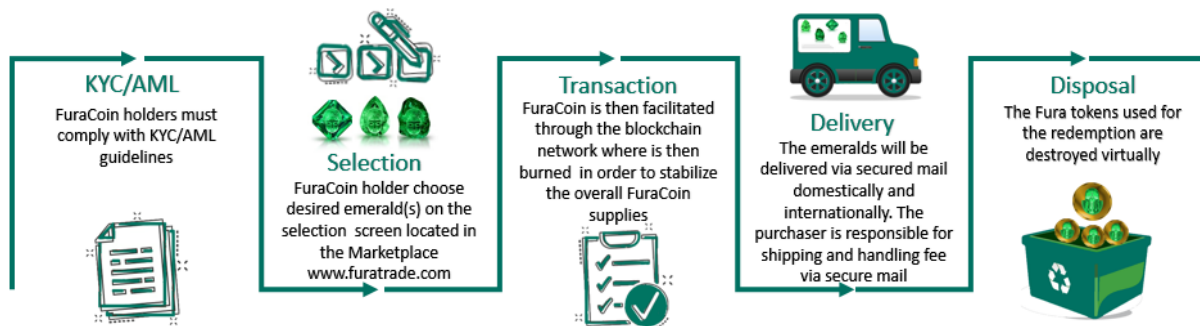 KYC/AML
FuraCoin holders must
comply with KYC/AML
guidelines
Selection
FuraCoin holder choose
desired emerald(s) on the
selection screen located in
the Marketplace
www.furatrade.com
Transaction
FuraCoin is then facilitated
through the blockchain
network where is then
burned in order to stabilize
the overall FuraCoin
supplies
Delivery
The emeralds will be
delivered via secured mail
domestically and
internationally. The
purchaser is responsible for
shipping and handling fee
via secure mail
Disposal
The Fura tokens used for
the redemption are
destroyed virtually